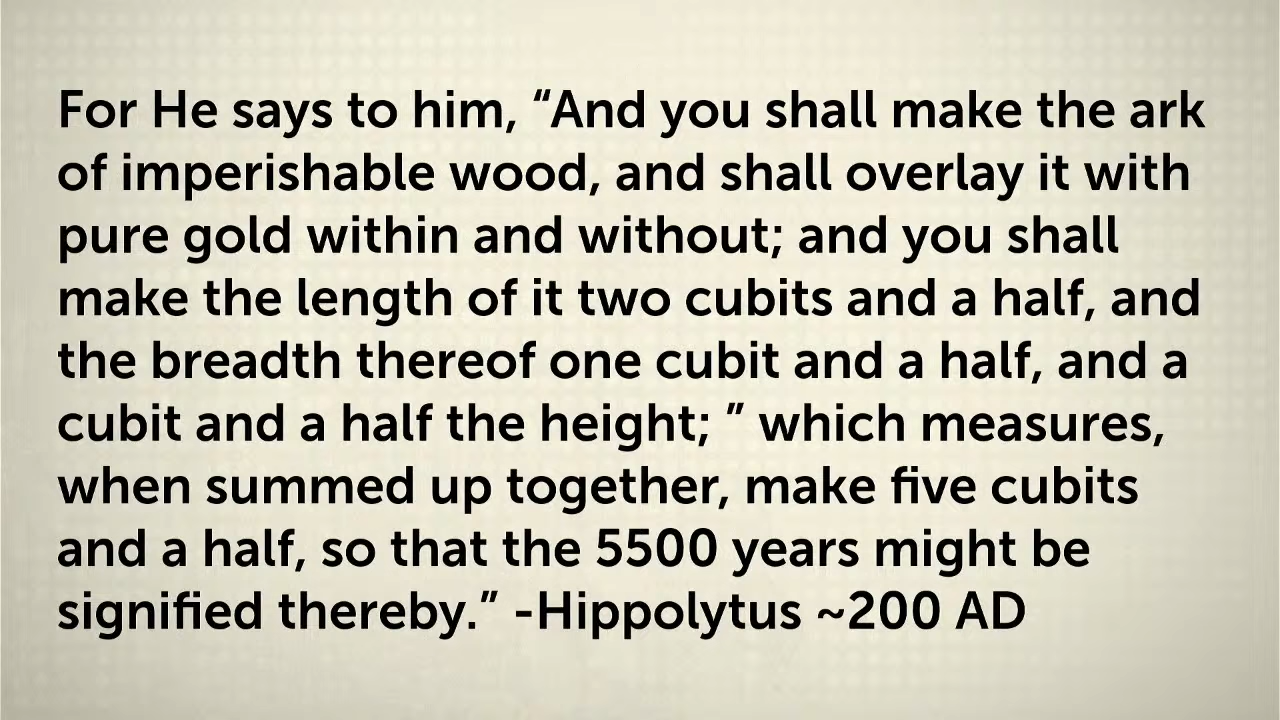 For He says to him, “And you shall make the ark
of imperishable wood, and shall overlay it with
pure gold within and without; and you shall
make the length of it two cubits and a half, and
the breadth thereof one cubit and a half, and a
cubit and a half the height; ” which measures,
when summed up together, make five cubits
and a half, so that the 5500 years might be
signified thereby.” -Hippolytus ~200 AD